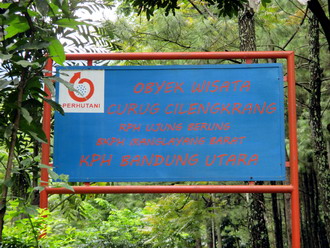 PERHUTANI
OBYEK WISATA
CURUG CILENGKRANG
RPH UJUNG BERUNG
BKPH MANGLAYANG BARAT
KPH BANDUNG UTARA